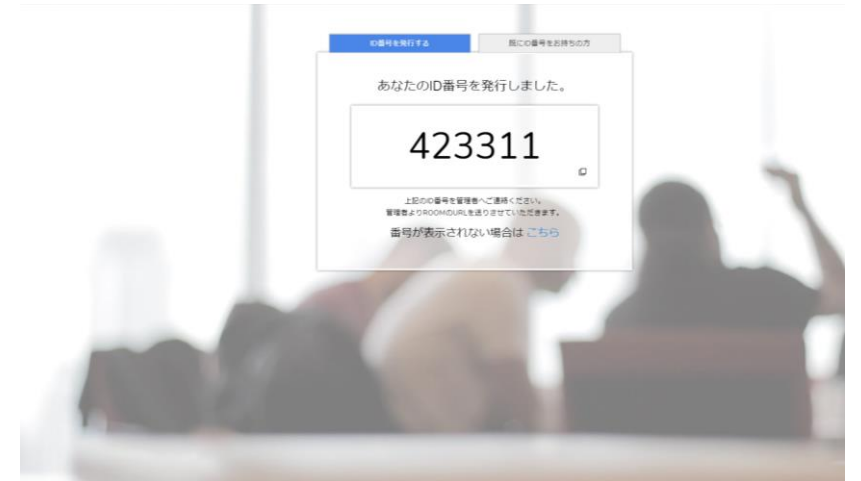 ID番号を発行する
既にID番号をお持ちの方
あなたのID番号を発行しました。
423311
上記のID番号を管理者へご連絡ください。
管理者よりROOMのURLを送りさせていただきます。
番号が表示されない場合は こちら